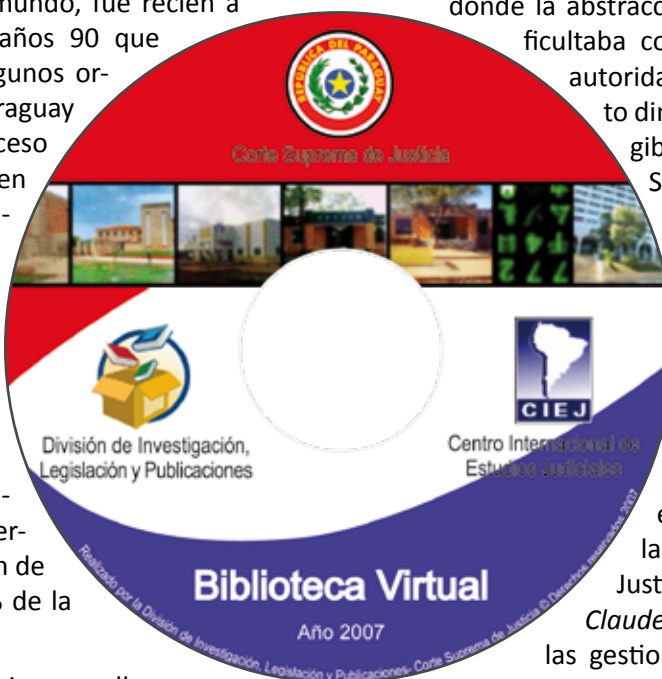 mundo, fue recién a
años 90 que
gunos or-
raguay
ceso
en
-
-
er-
n de
de la
donde la abstracc
ficultaba co
autorida
to di
gib
S
REPÚBLICA DEL PARAGUAY
Corte Suprema de Justicia
División de Investigación,
Legislación y Publicaciones
CIEJ
Centro Internacional de
Estudios Judiciales
Biblioteca Virtual
Año 2007
Realizado por la División de Investigación, Legislación y Publicaciones- Corte Suprema de Justicia © Derechos reservados 2007
e
la
Just
Claude
las gestio